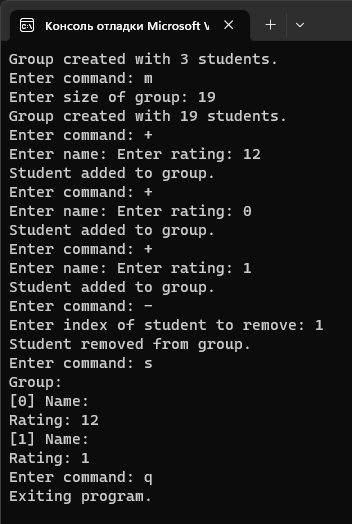 Консоль отладки Microsoft V
Group created with 3 students.
Enter command: m
Enter size of group: 19
Group created with 19 students.
Enter command: +
Enter name: Enter rating: 12
Student added to group.
Enter command: +
Enter name: Enter rating: 0
Student added to group.
Enter command: +
Enter name: Enter rating: 1
Student added to group.
Enter command: -
Enter index of student to remove: 1
Student removed from group.
Enter command: s
Group:
[0] Name:
Rating: 12
[1] Name:
Rating: 1
Enter command: q
Exiting program.